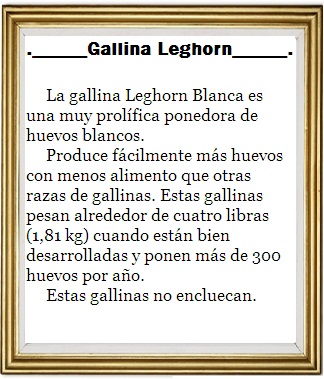 ._____Gallina Leghorn_____.
La gallina Leghorn Blanca es
una muy prolífica ponedora de
huevos blancos.
Produce fácilmente más huevos
con menos alimento que otras
razas de gallinas. Estas gallinas
pesan alrededor de cuatro libras
(1,81 kg) cuando están bien
desarrolladas y ponen más de 300
huevos por año.
Estas gallinas no encluecan.